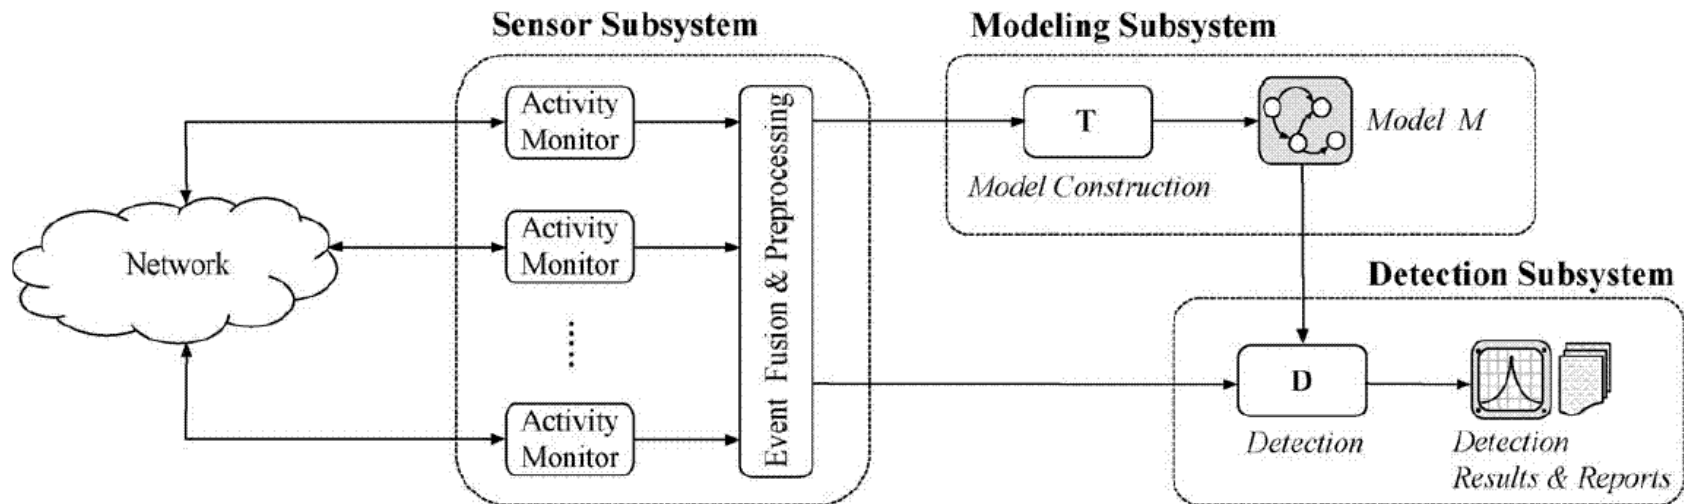 Sensor Subsystem
Modeling Subsystem
Activity
Monitor
T
Model M
Model Construction
Network
Activity
Monitor
Event Fusion & Preprocessing
Detection Subsystem
D
Activity
Monitor
Detection
Detection
Results & Reports